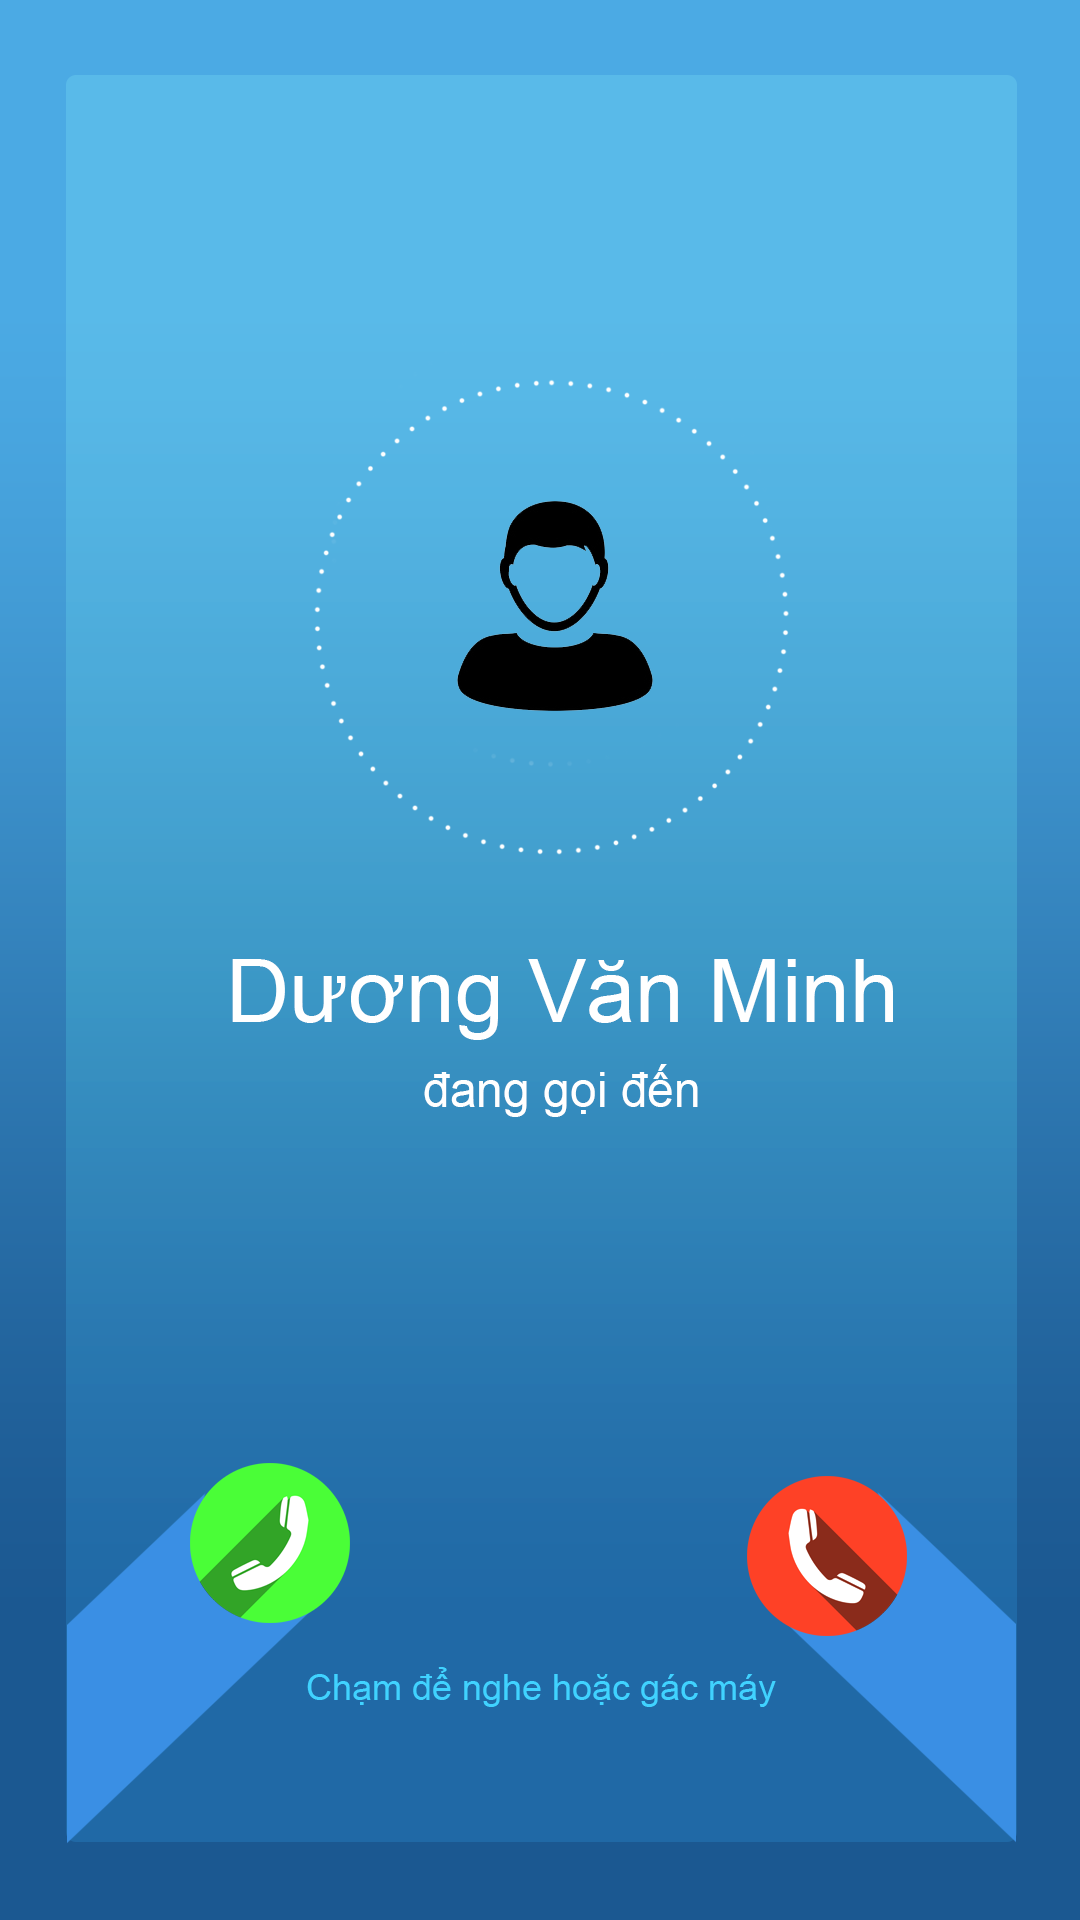 Dương Văn Minh
đang gọi đến
Chạm để nghe hoặc gác máy